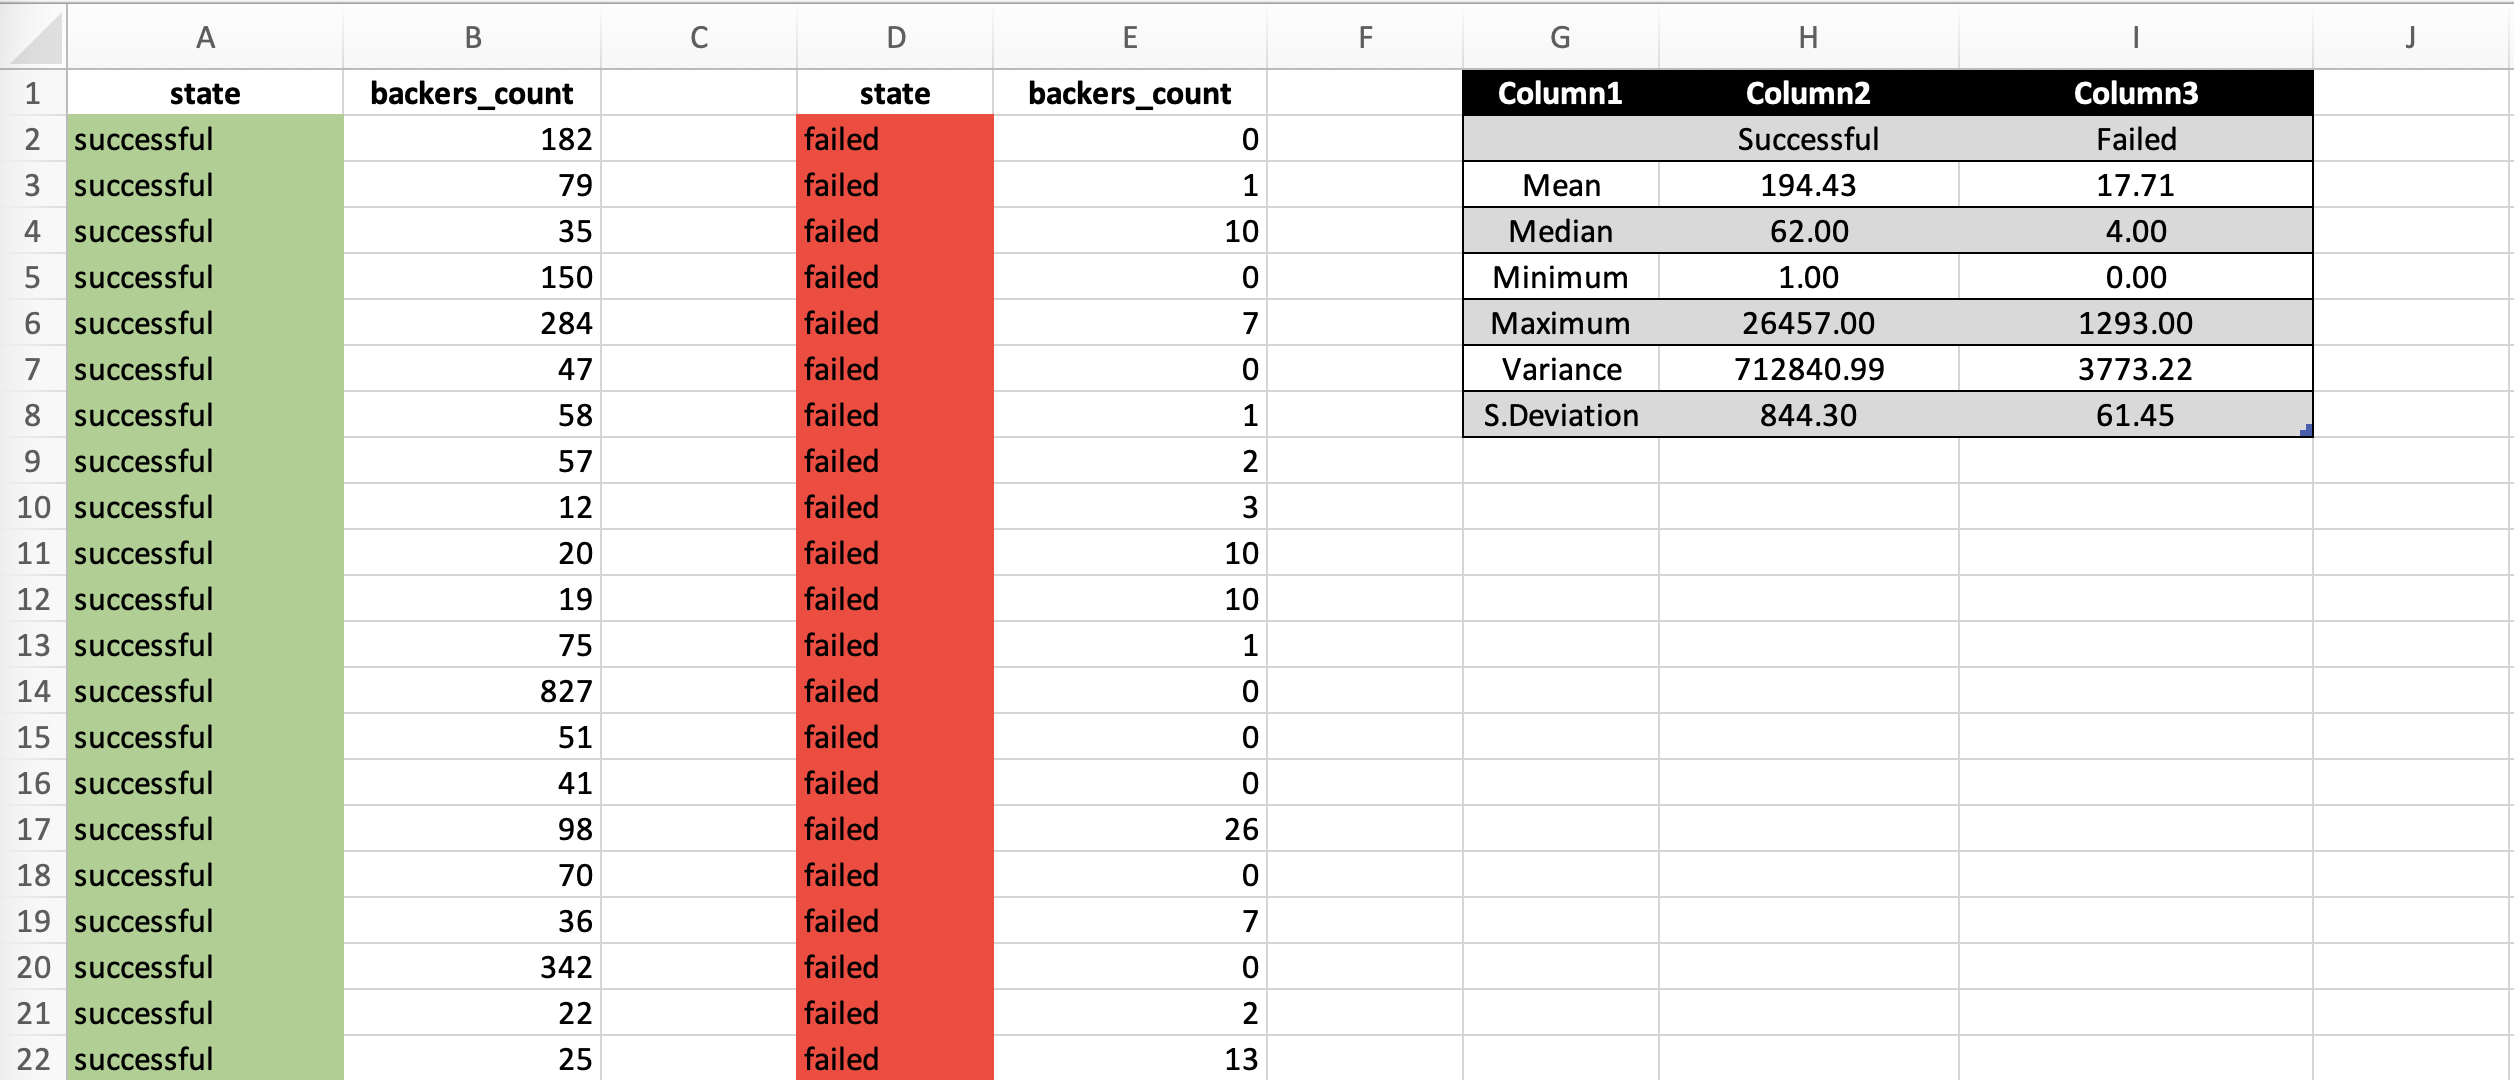 A B C D E F G H I J
1 state backers_count state backers_count Column1 Column2 Column3
2 successful 182 failed 0 Successful Failed
3 successful 79 failed 1 Mean 194.43 17.71
4 successful 35 failed 10 Median 62.00 4.00
5 successful 150 failed 0 Minimum 1.00 0.00
6 successful 284 failed 7 Maximum 26457.00 1293.00
7 successful 47 failed 0 Variance 712840.99 3773.22
8 successful 58 failed 1 S.Deviation 844.30 61.45
9 successful 57 failed 2
10 successful 12 failed 3
11 successful 20 failed 10
12 successful 19 failed 10
13 successful 75 failed 1
14 successful 827 failed 0
15 successful 51 failed 0
16 successful 41 failed 0
17 successful 98 failed 26
18 successful 70 failed 0
19 successful 36 failed 7
20 successful 342 failed 0
21 successful 22 failed 2
22 successful 25 failed 13